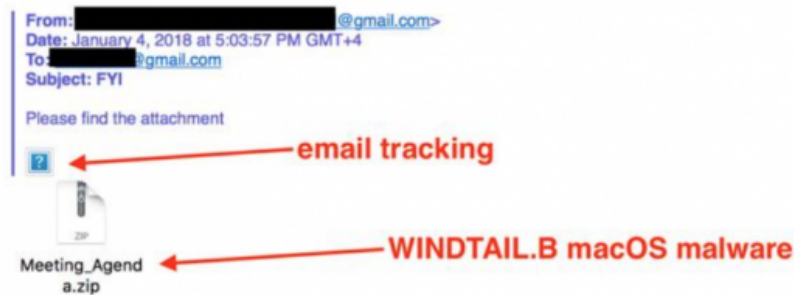 From: @gmail.com>
Date: January 4, 2018 at 5:03:57 PM GMT+4
To: @gmail.com
Subject: FYI
Please find the attachment
?
email tracking
ZIP
WINDTAIL.B macOS malware
Meeting_Agend
a.zip